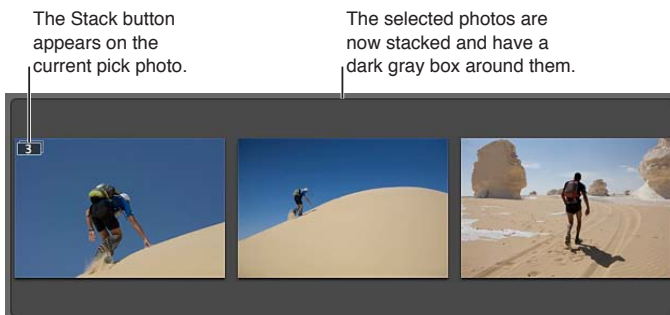 The Stack button
appears on the
current pick photo.
The selected photos are
now stacked and have a
dark gray box around them.
3